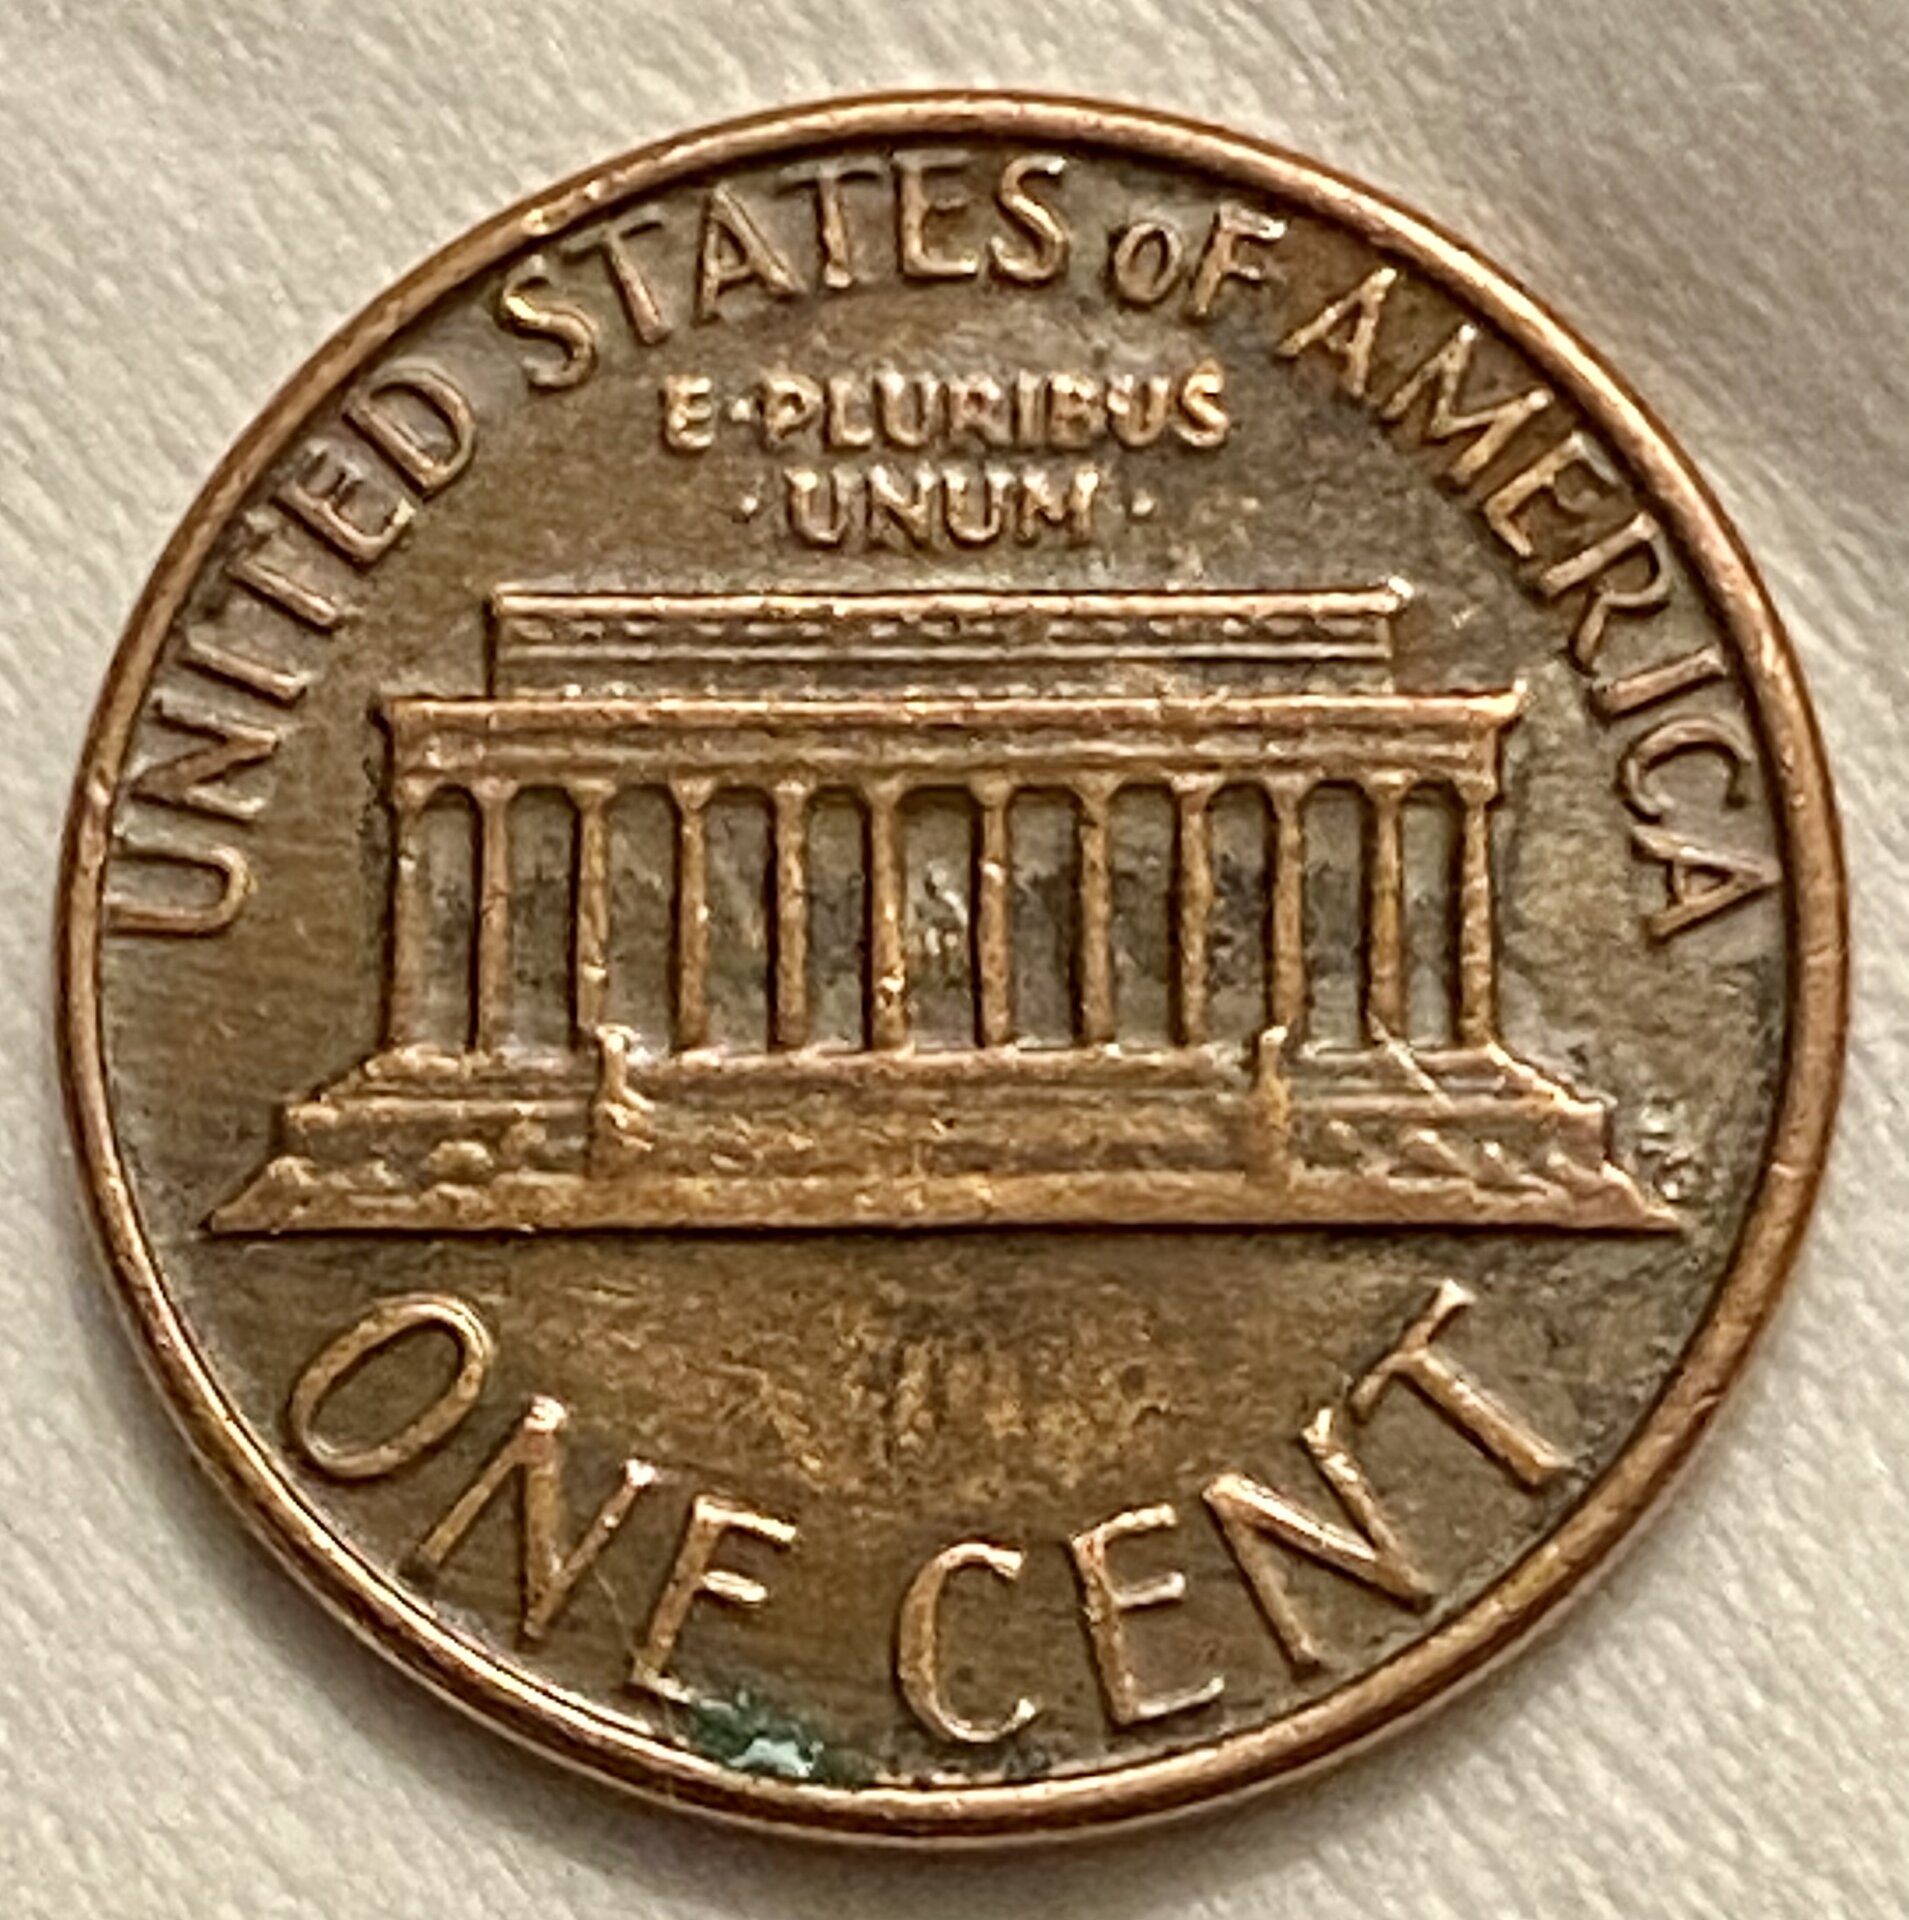 UNITED STATES OF AMERICA
E·PLURIBUS
·UNUM·
ONE CENT